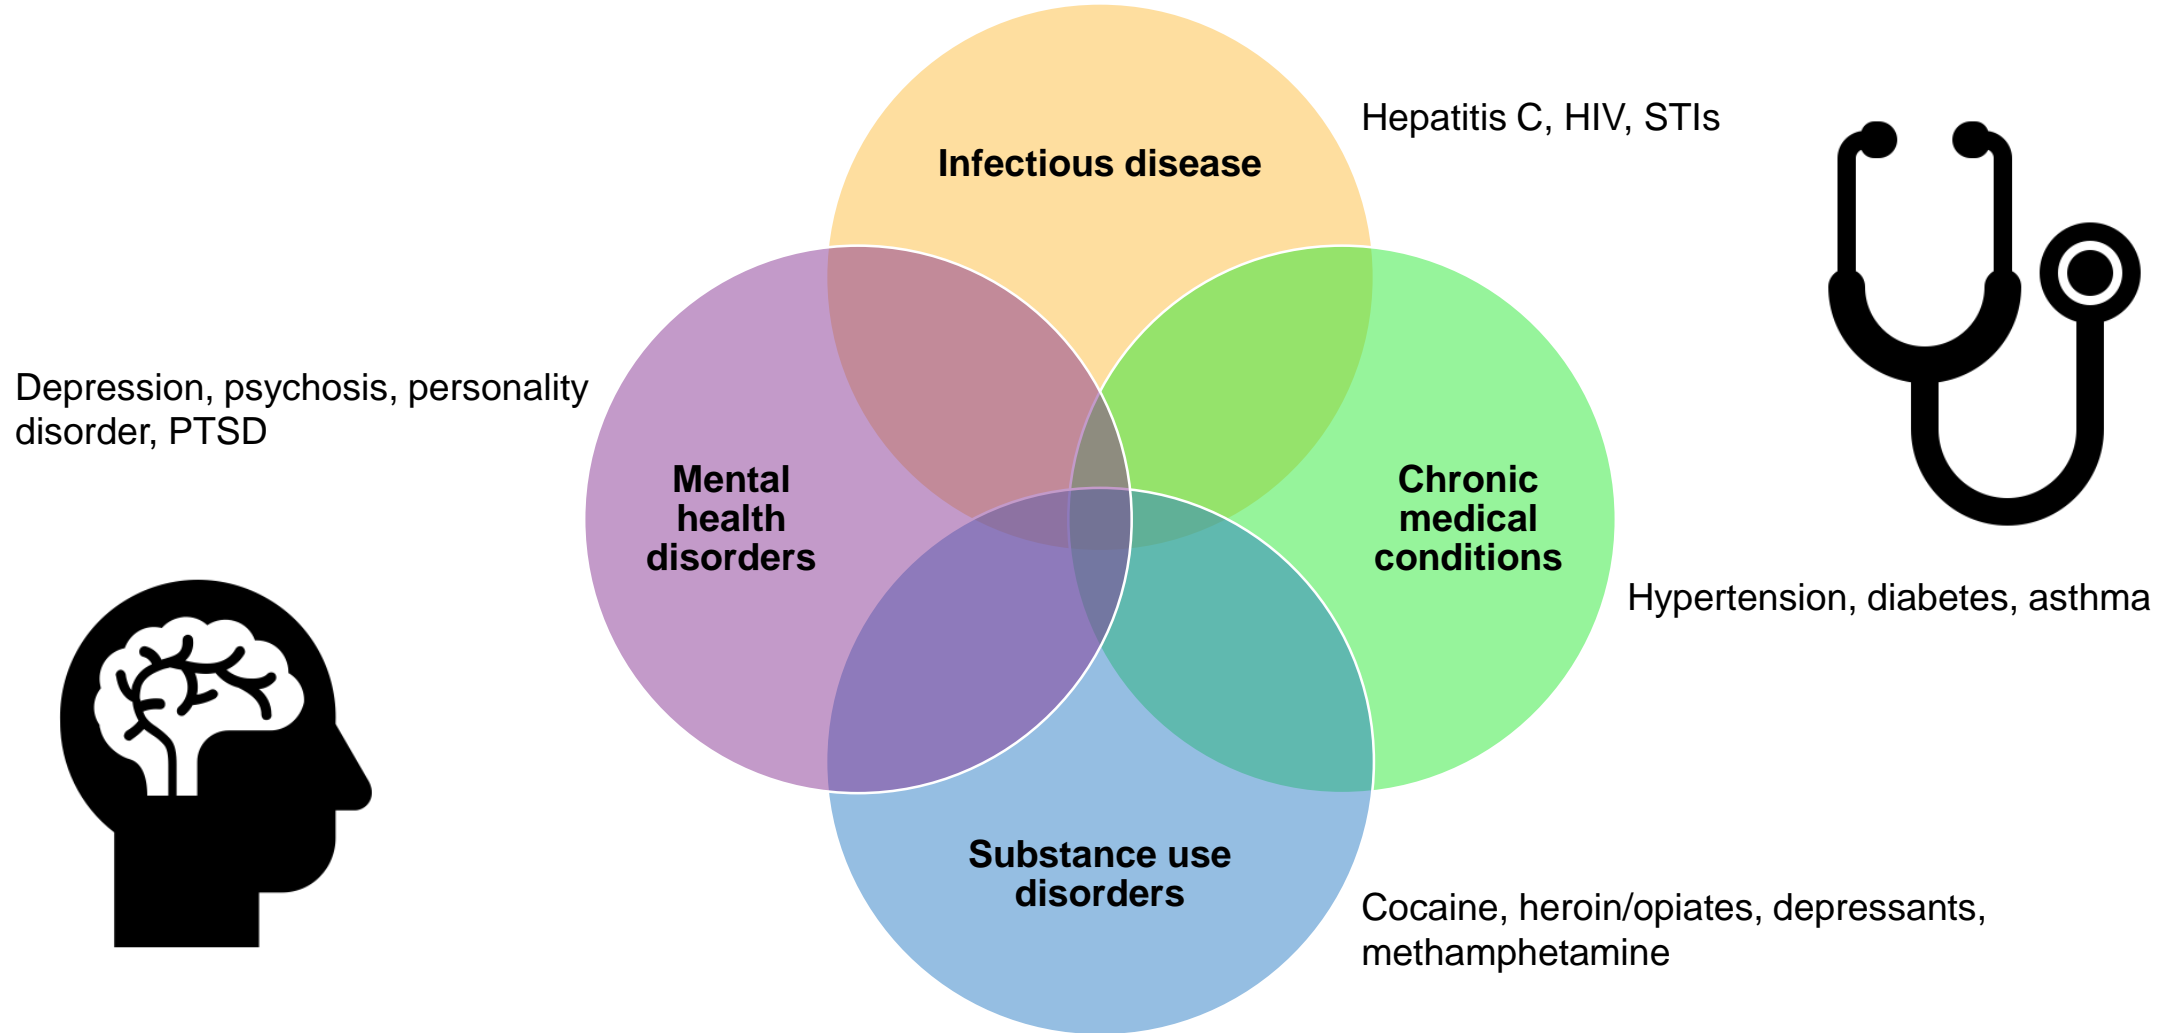 Infectious disease
Hepatitis C, HIV, STIs
Depression, psychosis, personality
disorder, PTSD
Mental
health
disorders
Chronic
medical
conditions
Hypertension, diabetes, asthma
Substance use
disorders
Cocaine, heroin/opiates, depressants,
methamphetamine